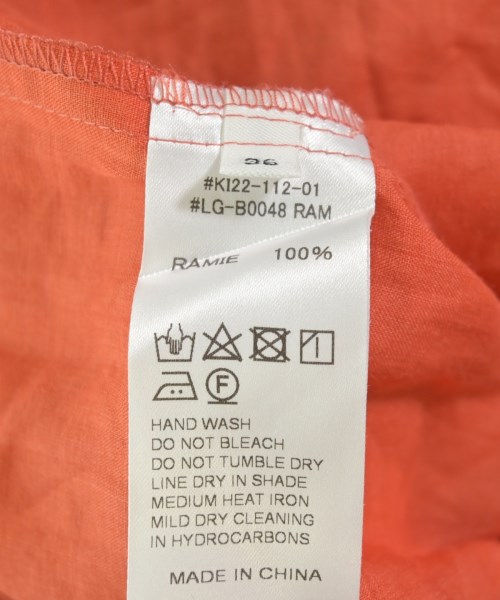 36
#KI22-112-01
#LG-B0048 RAM
RAMIE 100%
F
HAND WASH
DO NOT BLEACH
DO NOT TUMBLE DRY
LINE DRY IN SHADE
MEDIUM HEAT IRON
MILD DRY CLEANING
IN HYDROCARBONS
MADE IN CHINA